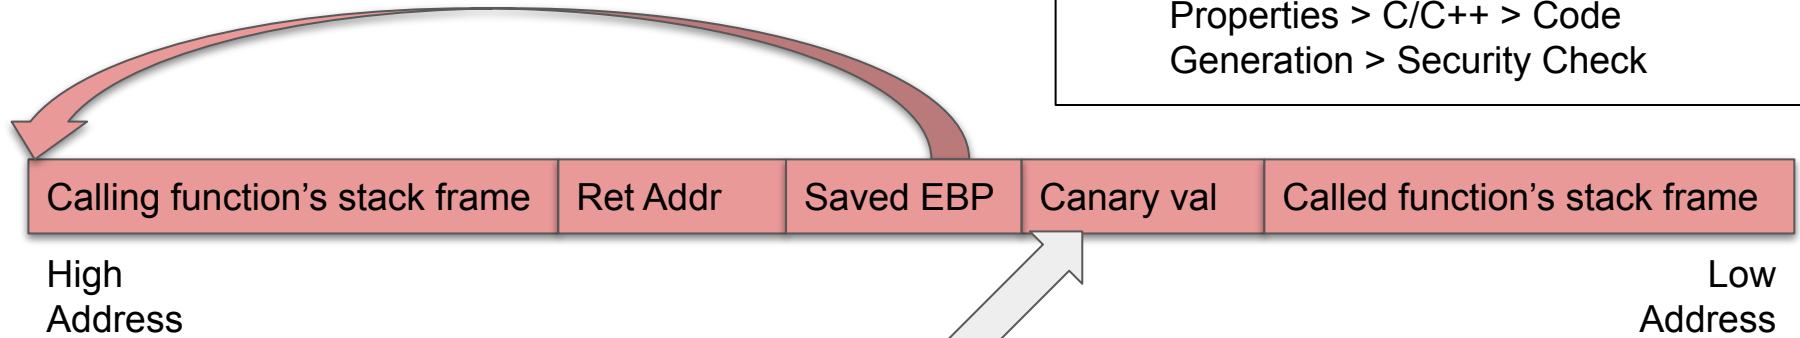 Properties > C/C++ > Code
Generation > Security Check
Calling function’s stack frame
Ret Addr
Saved EBP
Canary val
Called function’s stack frame
High
Address
Low
Address